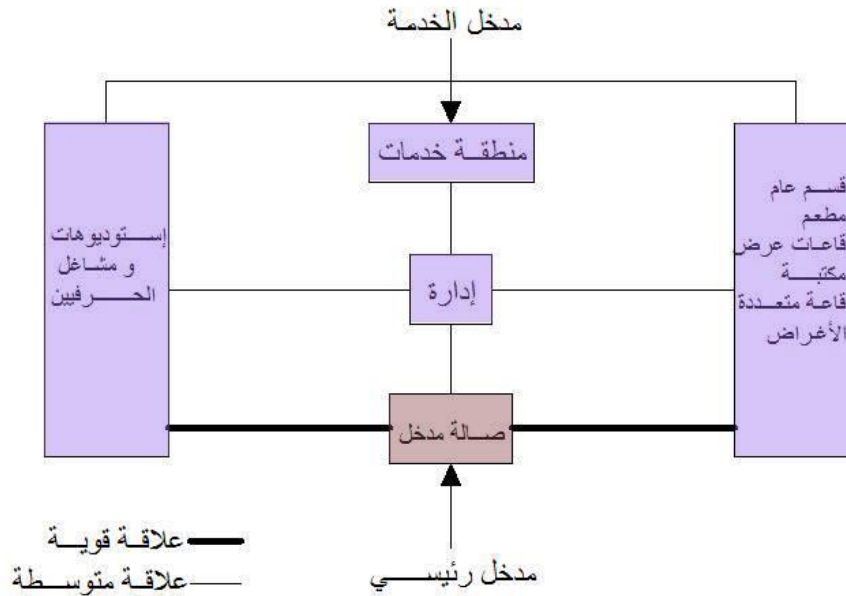 مدخل الخدمة
منطقة خدمات
إستوديوهات
و مشاغل
الحرفيين
قسم عام
مطعم
قاعات عرض
مكتبة
قاعة متعددة
الأغراض
إدارة
صالة مدخل
علاقة قوية
علاقة متوسطة
مدخل رئيسي